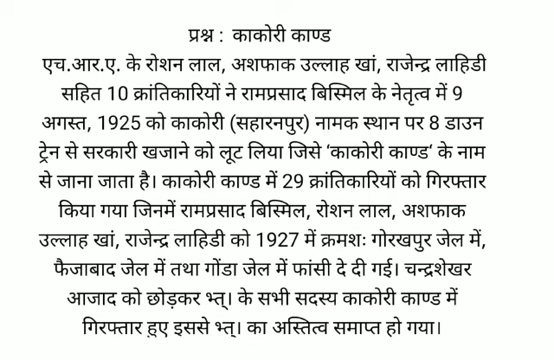 प्रश्न : काकोरी काण्ड
एच.आर.ए. के रोशन लाल, अशफाक उल्लाह खां, राजेन्द्र लाहिडी
सहित 10 क्रांतिकारियों ने रामप्रसाद बिस्मिल के नेतृत्व में 9
अगस्त, 1925 को काकोरी (सहारनपुर) नामक स्थान पर 8 डाउन
ट्रेन से सरकारी खजाने को लूट लिया जिसे ‘काकोरी काण्ड‘ के नाम
से जाना जाता है। काकोरी काण्ड में 29 क्रांतिकारियों को गिरफ्तार
किया गया जिनमें रामप्रसाद बिस्मिल, रोशन लाल, अशफाक
उल्लाह खां, राजेन्द्र लाहिडी को 1927 में क्रमशः गोरखपुर जेल में,
फैजाबाद जेल में तथा गोंडा जेल में फांसी दे दी गई। चन्द्रशेखर
आजाद को छोड़कर भ्त्। के सभी सदस्य काकोरी काण्ड में
गिरफ्तार हुए इससे भ्त्। का अस्तित्व समाप्त हो गया।